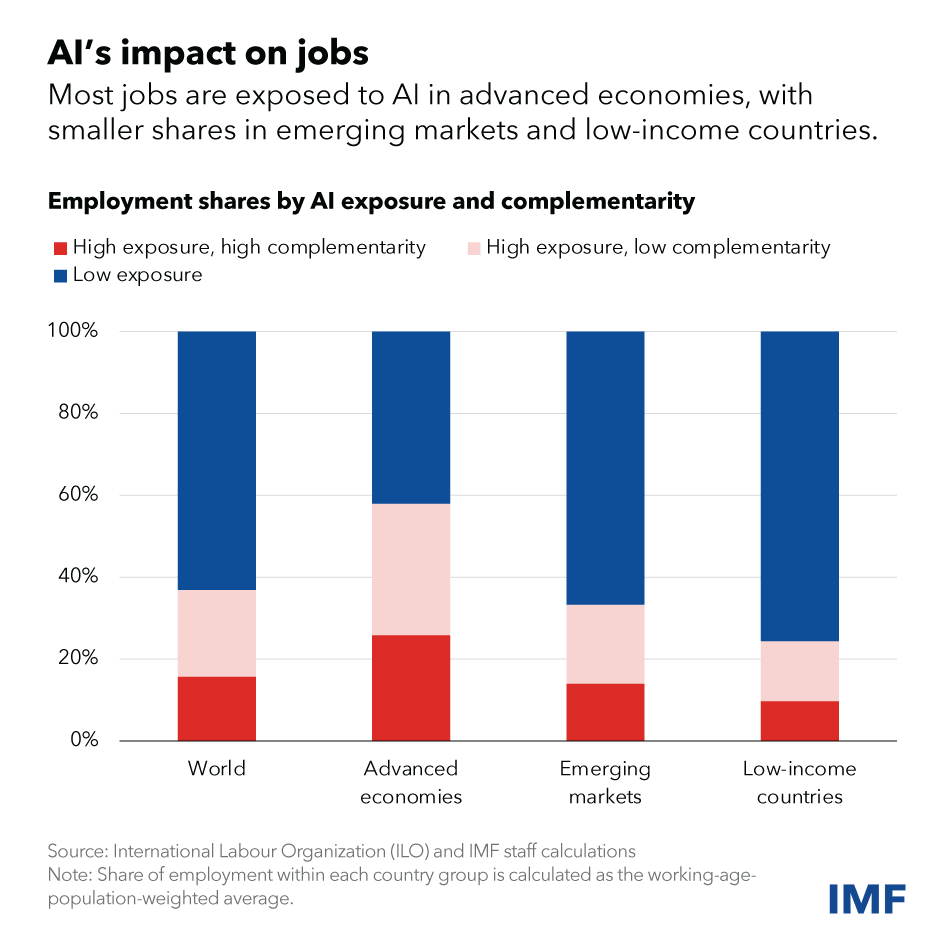 AI’s impact on jobs
Most jobs are exposed to AI in advanced economies, with
smaller shares in emerging markets and low-income countries.
Employment shares by AI exposure and complementarity
High exposure, high complementarity
High exposure, low complementarity
Low exposure
100%
80%
60%
40%
20%
0%
World
Advanced
economies
Emerging
markets
Low-income
countries
Source: International Labour Organization (ILO) and IMF staff calculations
Note: Share of employment within each country group is calculated as the working-age-
population-weighted average.
IMF